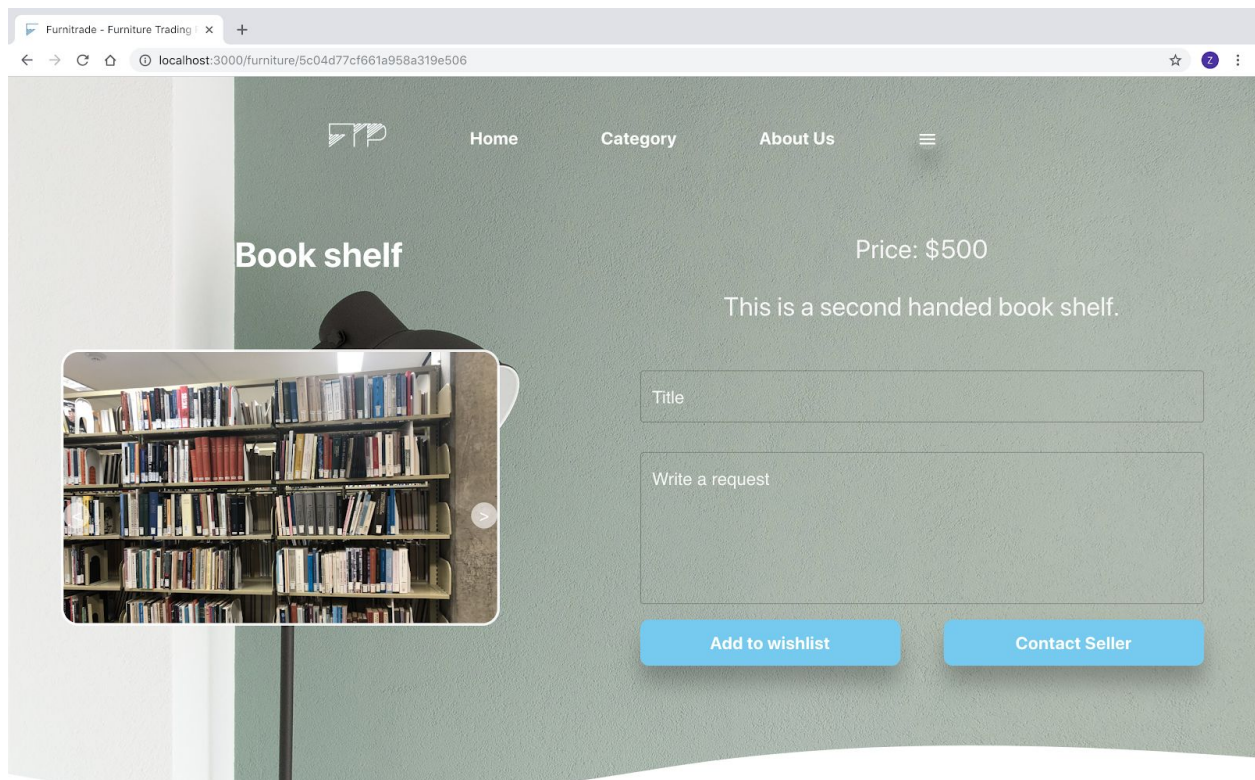 Furnitrade - Furniture Trading
localhost:3000/furniture/5c04d77cf661a958a319e506
Z
FTP
Home
Category
About Us
Book shelf
Price: $500
This is a second handed book shelf.
Title
Write a request
<
>
Add to wishlist
Contact Seller